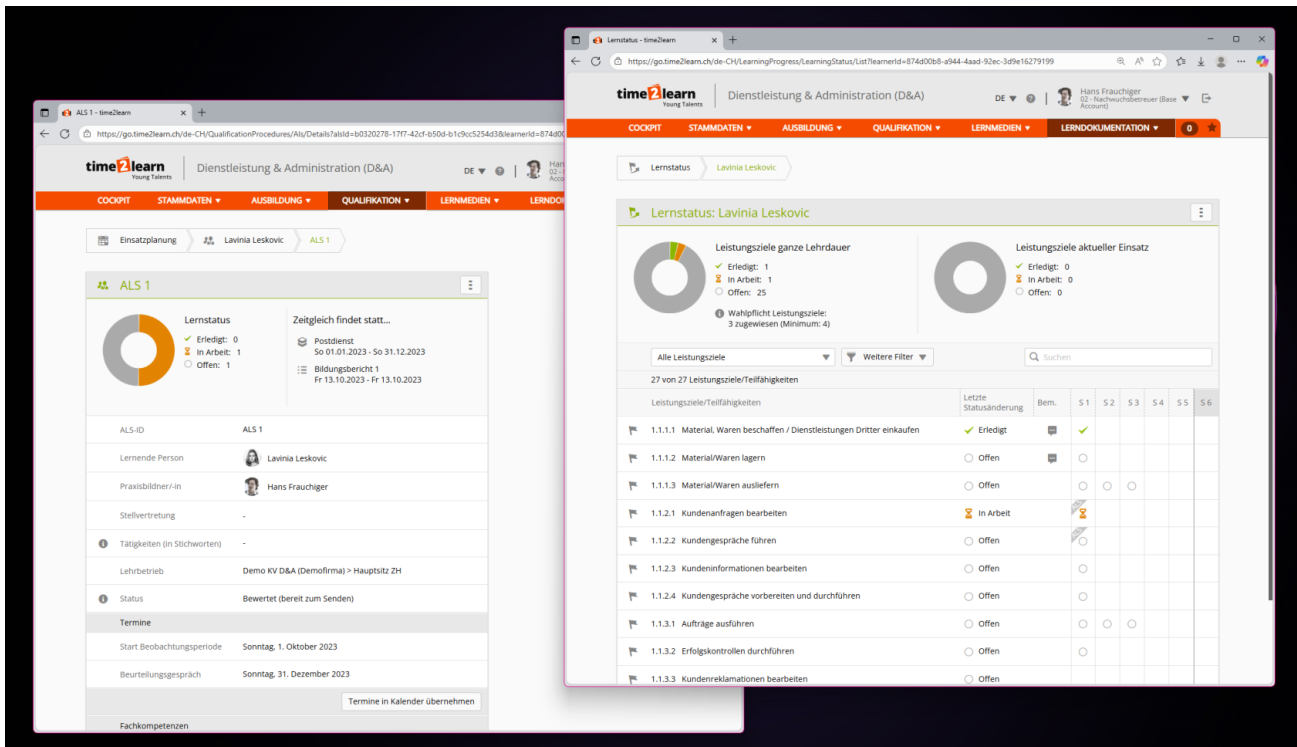 ALS 1 - time2learn
https://go.time2learn.ch/de-CH/QualificationProcedures/Als/Details?alsId=b0320278-17f7-42cf-b50d-b1c9cc5254d3&learnerId=874d00
time2learn
Young Talents
Dienstleistung & Administration (D&A)
DE
COCKPIT STAMMDATEN AUSBILDUNG QUALIFIKATION LERNMEDIEN
Einsatzplanung Lavinia Leskovic ALS 1
ALS 1
Lernstatus
Erledigt: 0
In Arbeit: 1
Offen: 1
Zeitgleich findet statt...
Postdienst
So 01.01.2023 - So 31.12.2023
Bildungsbericht 1
Fr 13.10.2023 - Fr 13.10.2023
ALS-ID ALS 1
Lernende Person Lavinia Leskovic
Praxisbildner/-in Hans Frauchiger
Stellvertretung -
Tätigkeiten (in Stichworten) -
Lehrbetrieb Demo KV D&A (Demofirma) > Hauptsitz ZH
Status Bewertet (bereit zum Senden)
Termine
Start Beobachtungsperiode Sonntag, 1. Oktober 2023
Beurteilungsgespräch Sonntag, 31. Dezember 2023
Termine in Kalender übernehmen
Fachkompetenzen
Lernstatus - time2learn
https://go.time2learn.ch/de-CH/LearningProgress/LearningStatus/List?learnerId=874d00b8-a944-4aad-92ec-3d9e16279199
time2learn
Young Talents
Dienstleistung & Administration (D&A)
DE
Hans Frauchiger
02 - Nachwuchsbetreuer (Base
Account)
COCKPIT STAMMDATEN AUSBILDUNG QUALIFIKATION LERNMEDIEN LERNDOKUMENTATION 0
Lernstatus Lavinia Leskovic
Lernstatus: Lavinia Leskovic
Leistungsziele ganze Lehrdauer
Erledigt: 1
In Arbeit: 1
Offen: 25
Wahlpflicht Leistungsziele:
3 zugewiesen (Minimum: 4)
Leistungsziele aktueller Einsatz
Erledigt: 0
In Arbeit: 0
Offen: 0
Alle Leistungsziele Weitere Filter Suchen
27 von 27 Leistungsziele/Teilfähigkeiten
Leistungsziele/Teilfähigkeiten Letzte Statusänderung Bem. S 1 S 2 S 3 S 4 S 5 S 6
1.1.1.1 Material, Waren beschaffen / Dienstleistungen Dritter einkaufen Erledigt
1.1.1.2 Material/Waren lagern Offen
1.1.1.3 Material/Waren ausliefern Offen
1.1.2.1 Kundenanfragen bearbeiten In Arbeit
1.1.2.2 Kundengespräche führen Offen
1.1.2.3 Kundeninformationen bearbeiten Offen
1.1.2.4 Kundengespräche vorbereiten und durchführen Offen
1.1.3.1 Aufträge ausführen Offen
1.1.3.2 Erfolgskontrollen durchführen Offen
1.1.3.3 Kundenreklamationen bearbeiten Offen